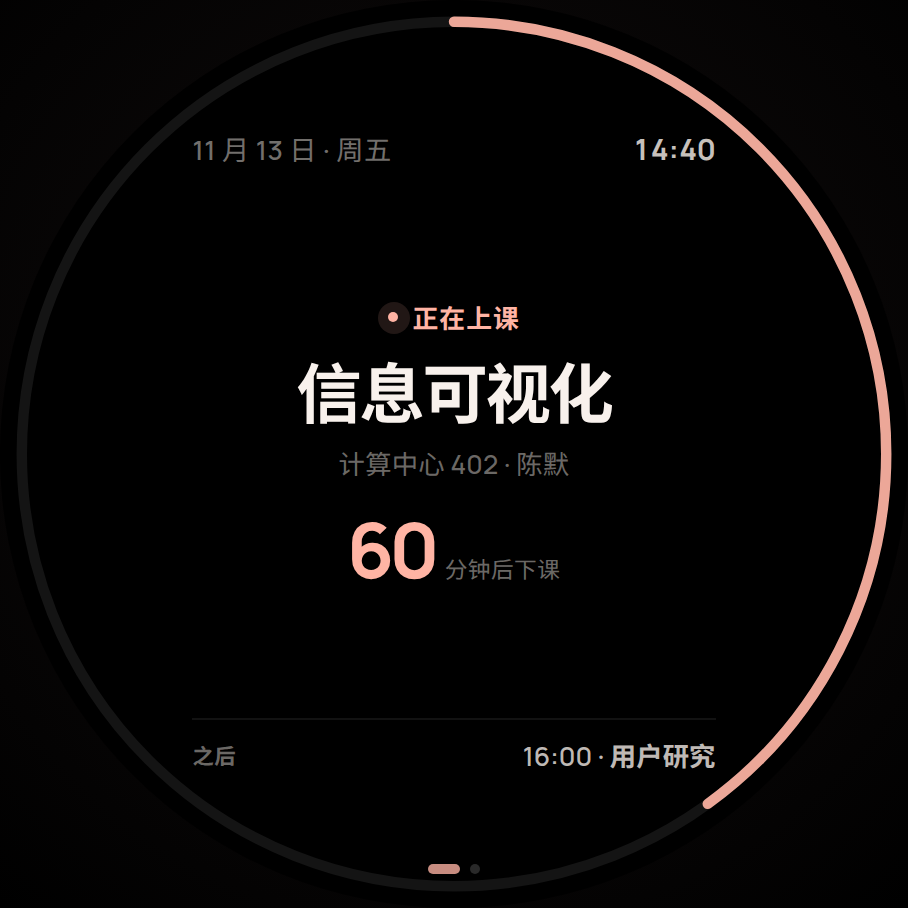 11 月 13 日 · 周五
14:40
正在上课
信息可视化
计算中心 402 · 陈默
60 分钟后下课
之后
16:00 · 用户研究